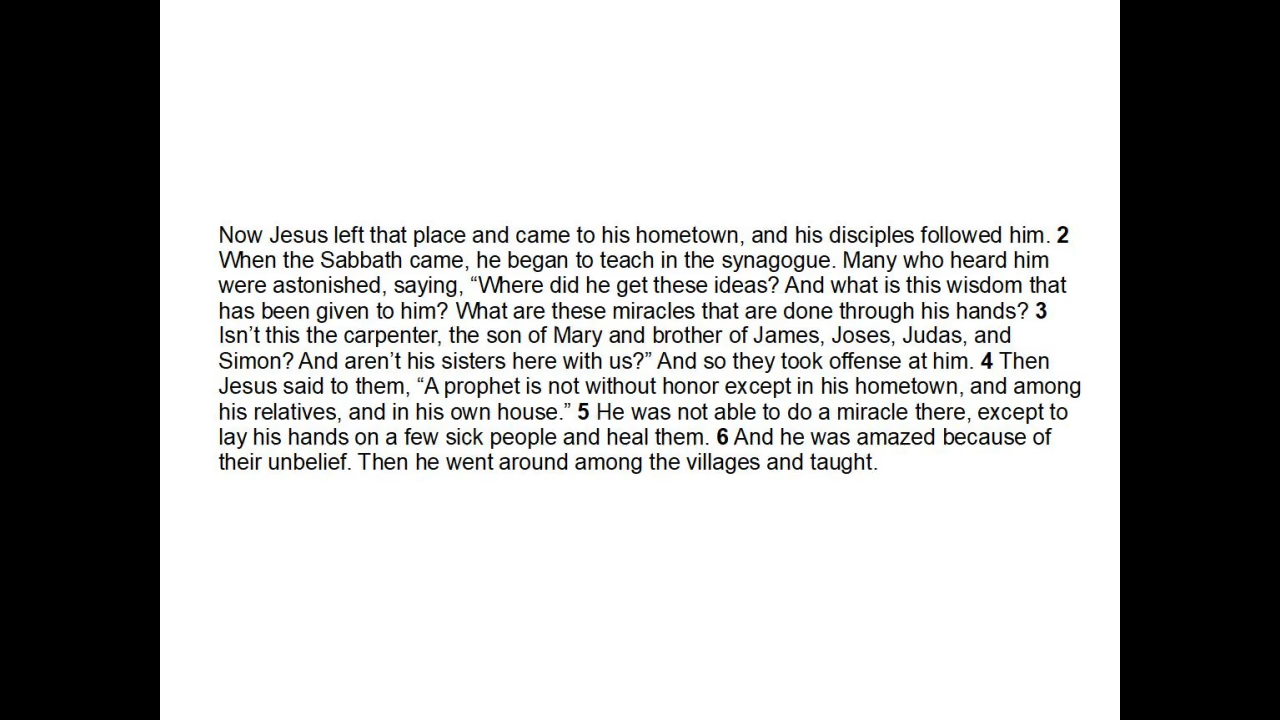 Now Jesus left that place and came to his hometown, and his disciples followed him. 2
When the Sabbath came, he began to teach in the synagogue. Many who heard him
were astonished, saying, “Where did he get these ideas? And what is this wisdom that
has been given to him? What are these miracles that are done through his hands? 3
Isn’t this the carpenter, the son of Mary and brother of James, Joses, Judas, and
Simon? And aren’t his sisters here with us?” And so they took offense at him. 4 Then
Jesus said to them, “A prophet is not without honor except in his hometown, and among
his relatives, and in his own house.” 5 He was not able to do a miracle there, except to
lay his hands on a few sick people and heal them. 6 And he was amazed because of
their unbelief. Then he went around among the villages and taught.